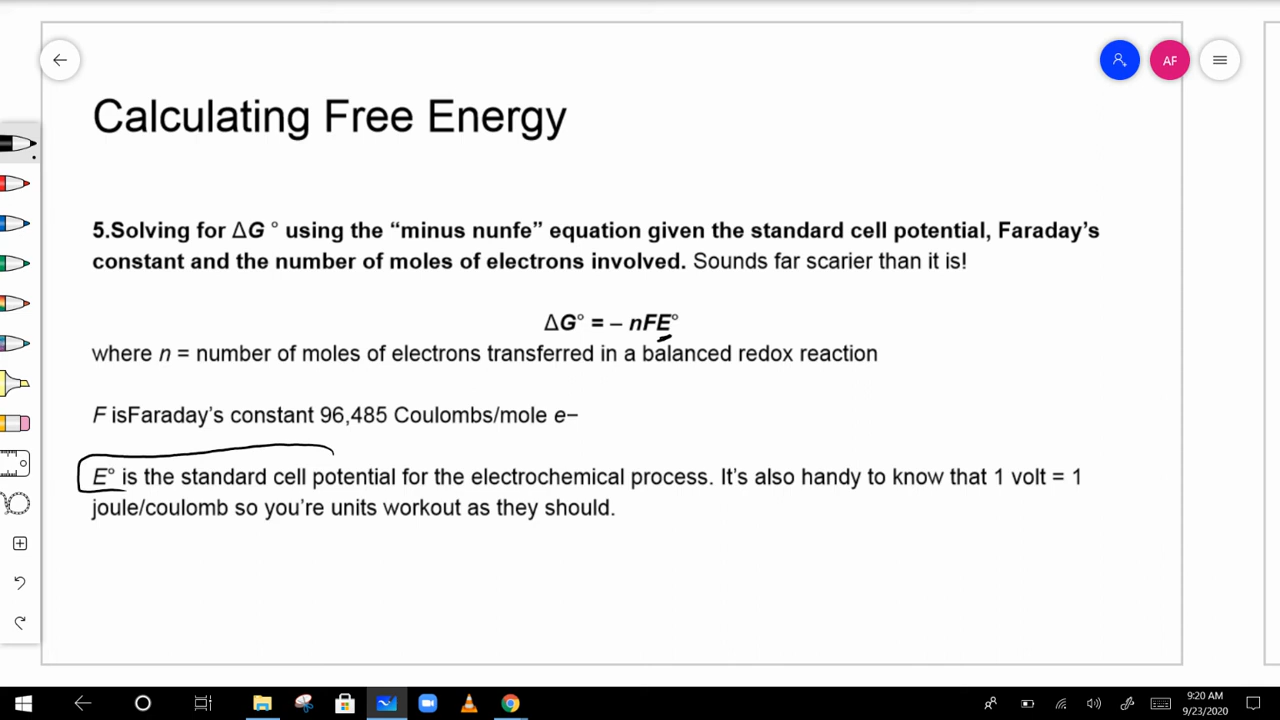 AF
Calculating Free Energy
5.Solving for ΔG ° using the “minus nunfe” equation given the standard cell potential, Faraday’s
constant and the number of moles of electrons involved. Sounds far scarier than it is!
ΔG° = – nFE°
where n = number of moles of electrons transferred in a balanced redox reaction
F isFaraday’s constant 96,485 Coulombs/mole e−
E° is the standard cell potential for the electrochemical process. It’s also handy to know that 1 volt = 1
joule/coulomb so you’re units workout as they should.
9:20 AM
9/23/2020